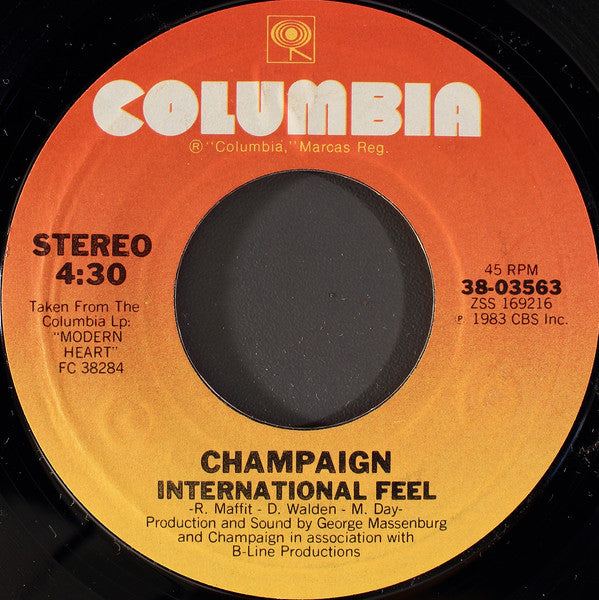 COLUMBIA
® "Columbia," Marcas Reg.
STEREO
4:30
Taken From The
Columbia Lp:
"MODERN
HEART"
FC 38284
45 RPM
38-03563
ZSS 169216
℗ 1983 CBS Inc.
CHAMPAIGN
INTERNATIONAL FEEL
-R. Maffit - D. Walden - M. Day-
Production and Sound by George Massenburg
and Champaign in association with
B-Line Productions